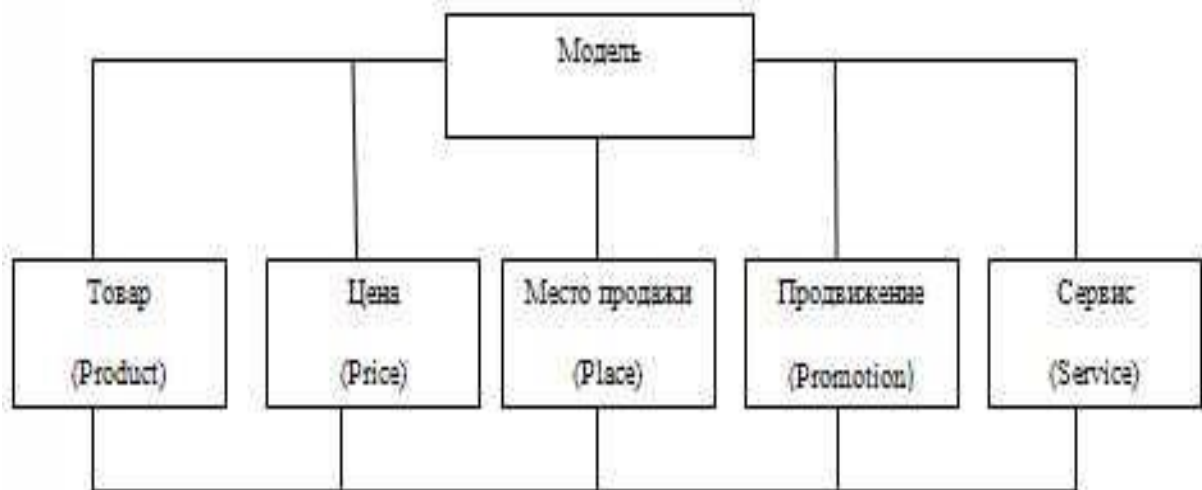 Модель
Товар
(Product)
Цена
(Price)
Место продажи
(Place)
Продвижение
(Promotion)
Сервис
(Service)